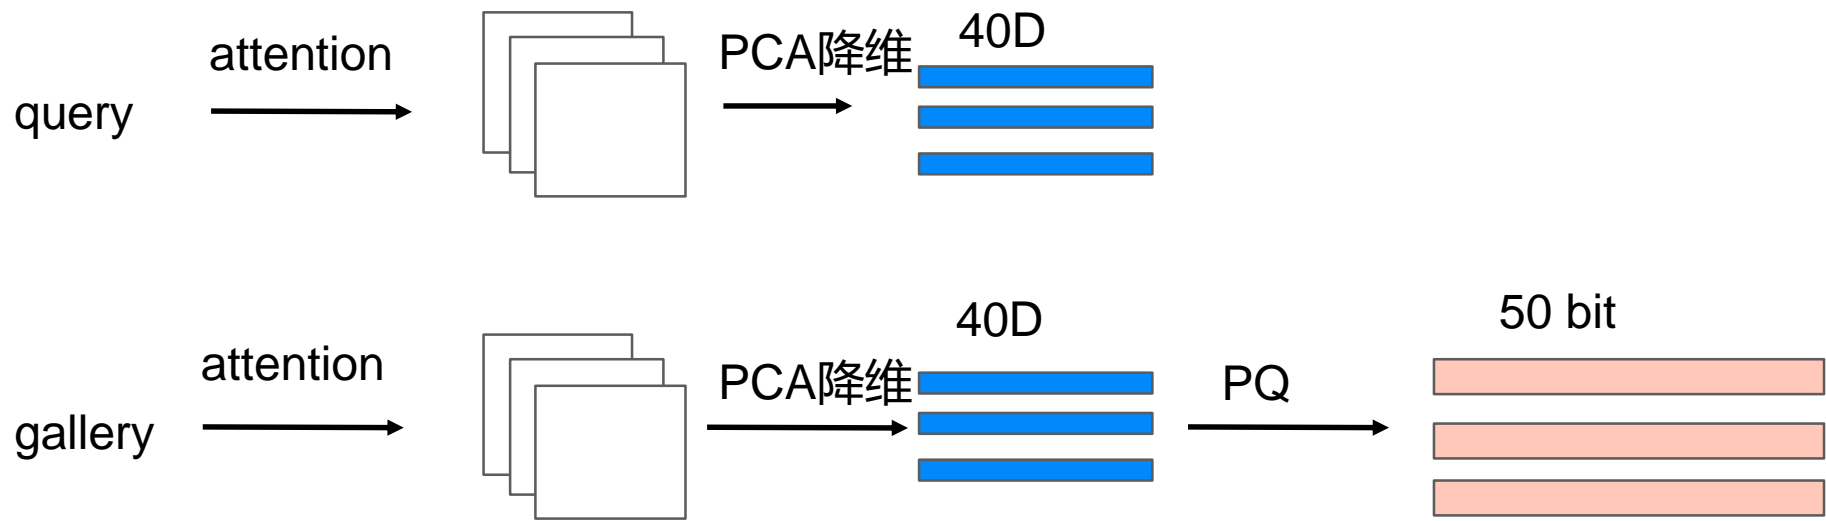 query
attention
PCA降维
40D
gallery
attention
PCA降维
40D
PQ
50 bit